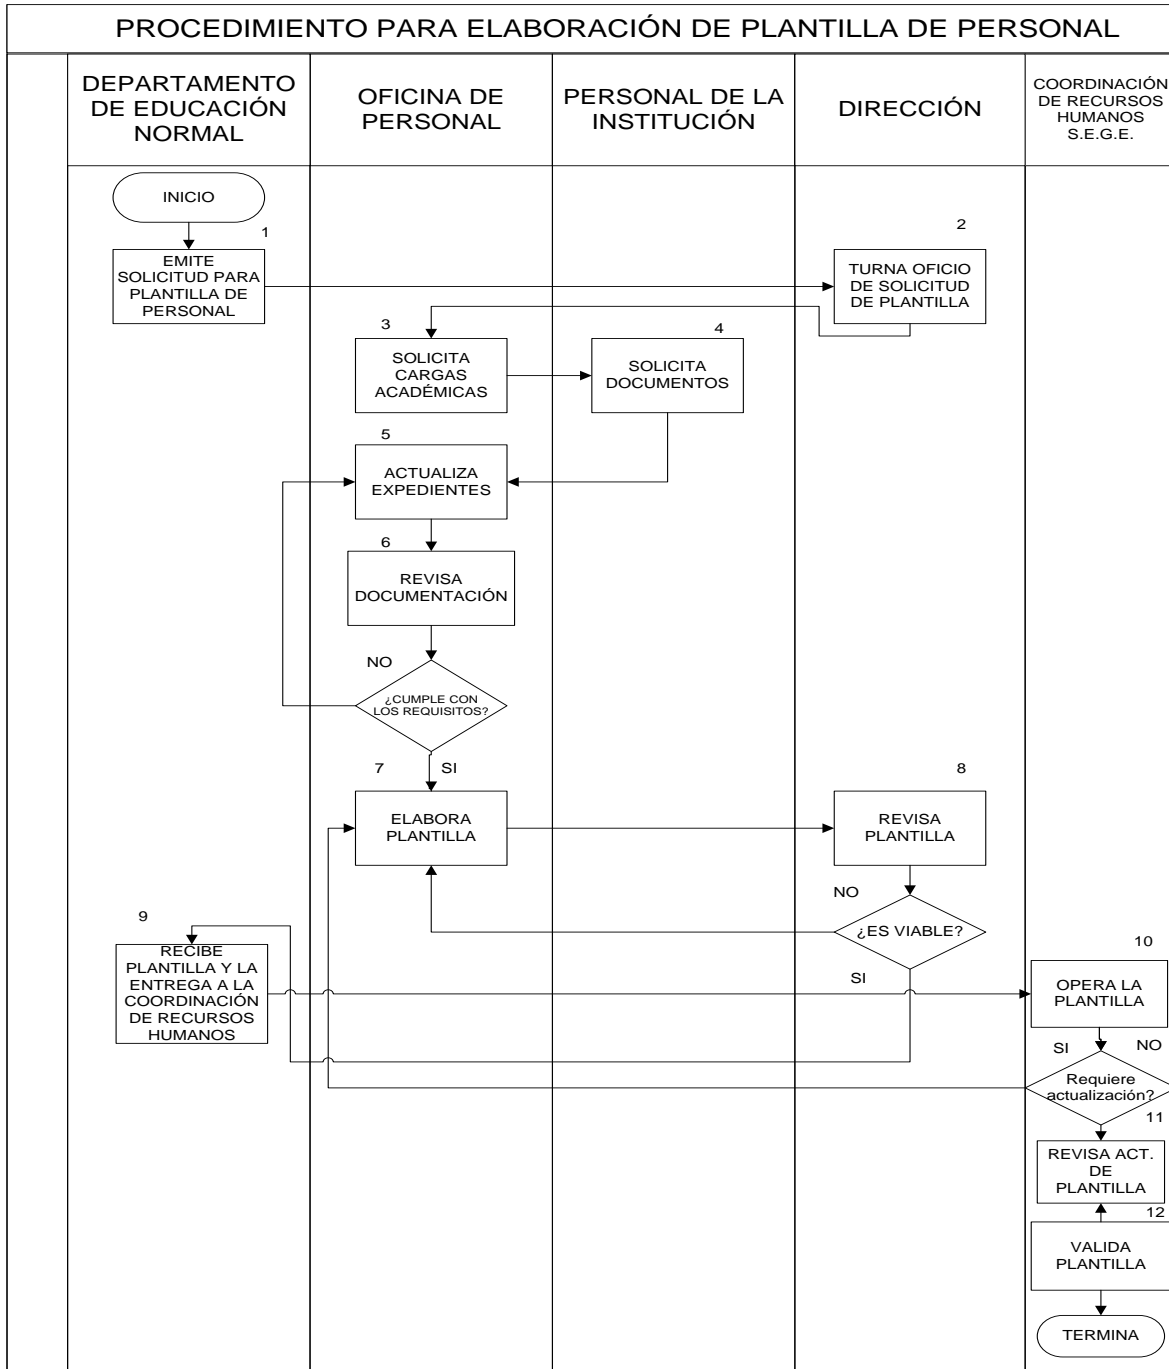 PROCEDIMIENTO PARA ELABORACIÓN DE PLANTILLA DE PERSONAL
DEPARTAMENTO
DE EDUCACIÓN
NORMAL
OFICINA DE
PERSONAL
PERSONAL DE LA
INSTITUCIÓN
DIRECCIÓN
COORDINACIÓN
DE RECURSOS
HUMANOS
S.E.G.E.
INICIO
1
EMITE
SOLICITUD PARA
PLANTILLA DE
PERSONAL
2
TURNA OFICIO
DE SOLICITUD
DE PLANTILLA
3
SOLICITA
CARGAS
ACADÉMICAS
4
SOLICITA
DOCUMENTOS
5
ACTUALIZA
EXPEDIENTES
6
REVISA
DOCUMENTACIÓN
NO
¿CUMPLE CON
LOS REQUISITOS?
SI
7
ELABORA
PLANTILLA
8
REVISA
PLANTILLA
NO
¿ES VIABLE?
SI
9
RECIBE
PLANTILLA Y LA
ENTREGA A LA
COORDINACIÓN
DE RECURSOS
HUMANOS
10
OPERA LA
PLANTILLA
SI
NO
Requiere
actualización?
11
REVISA ACT.
DE
PLANTILLA
12
VALIDA
PLANTILLA
TERMINA